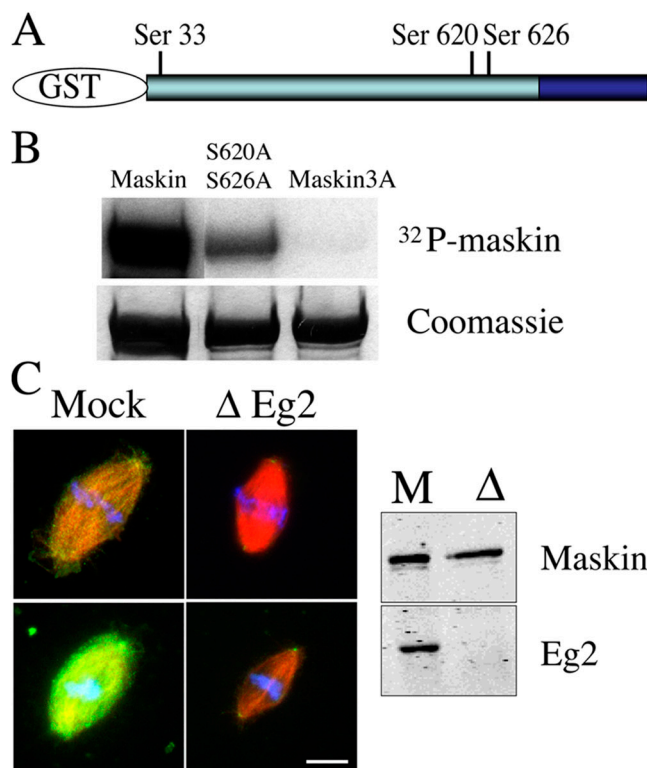 A
Ser 33
Ser 620
Ser 626
GST
B
Maskin
S620A
S626A
Maskin3A
32P-maskin
Coomassie
C
Mock
Δ Eg2
M
Δ
Maskin
Eg2